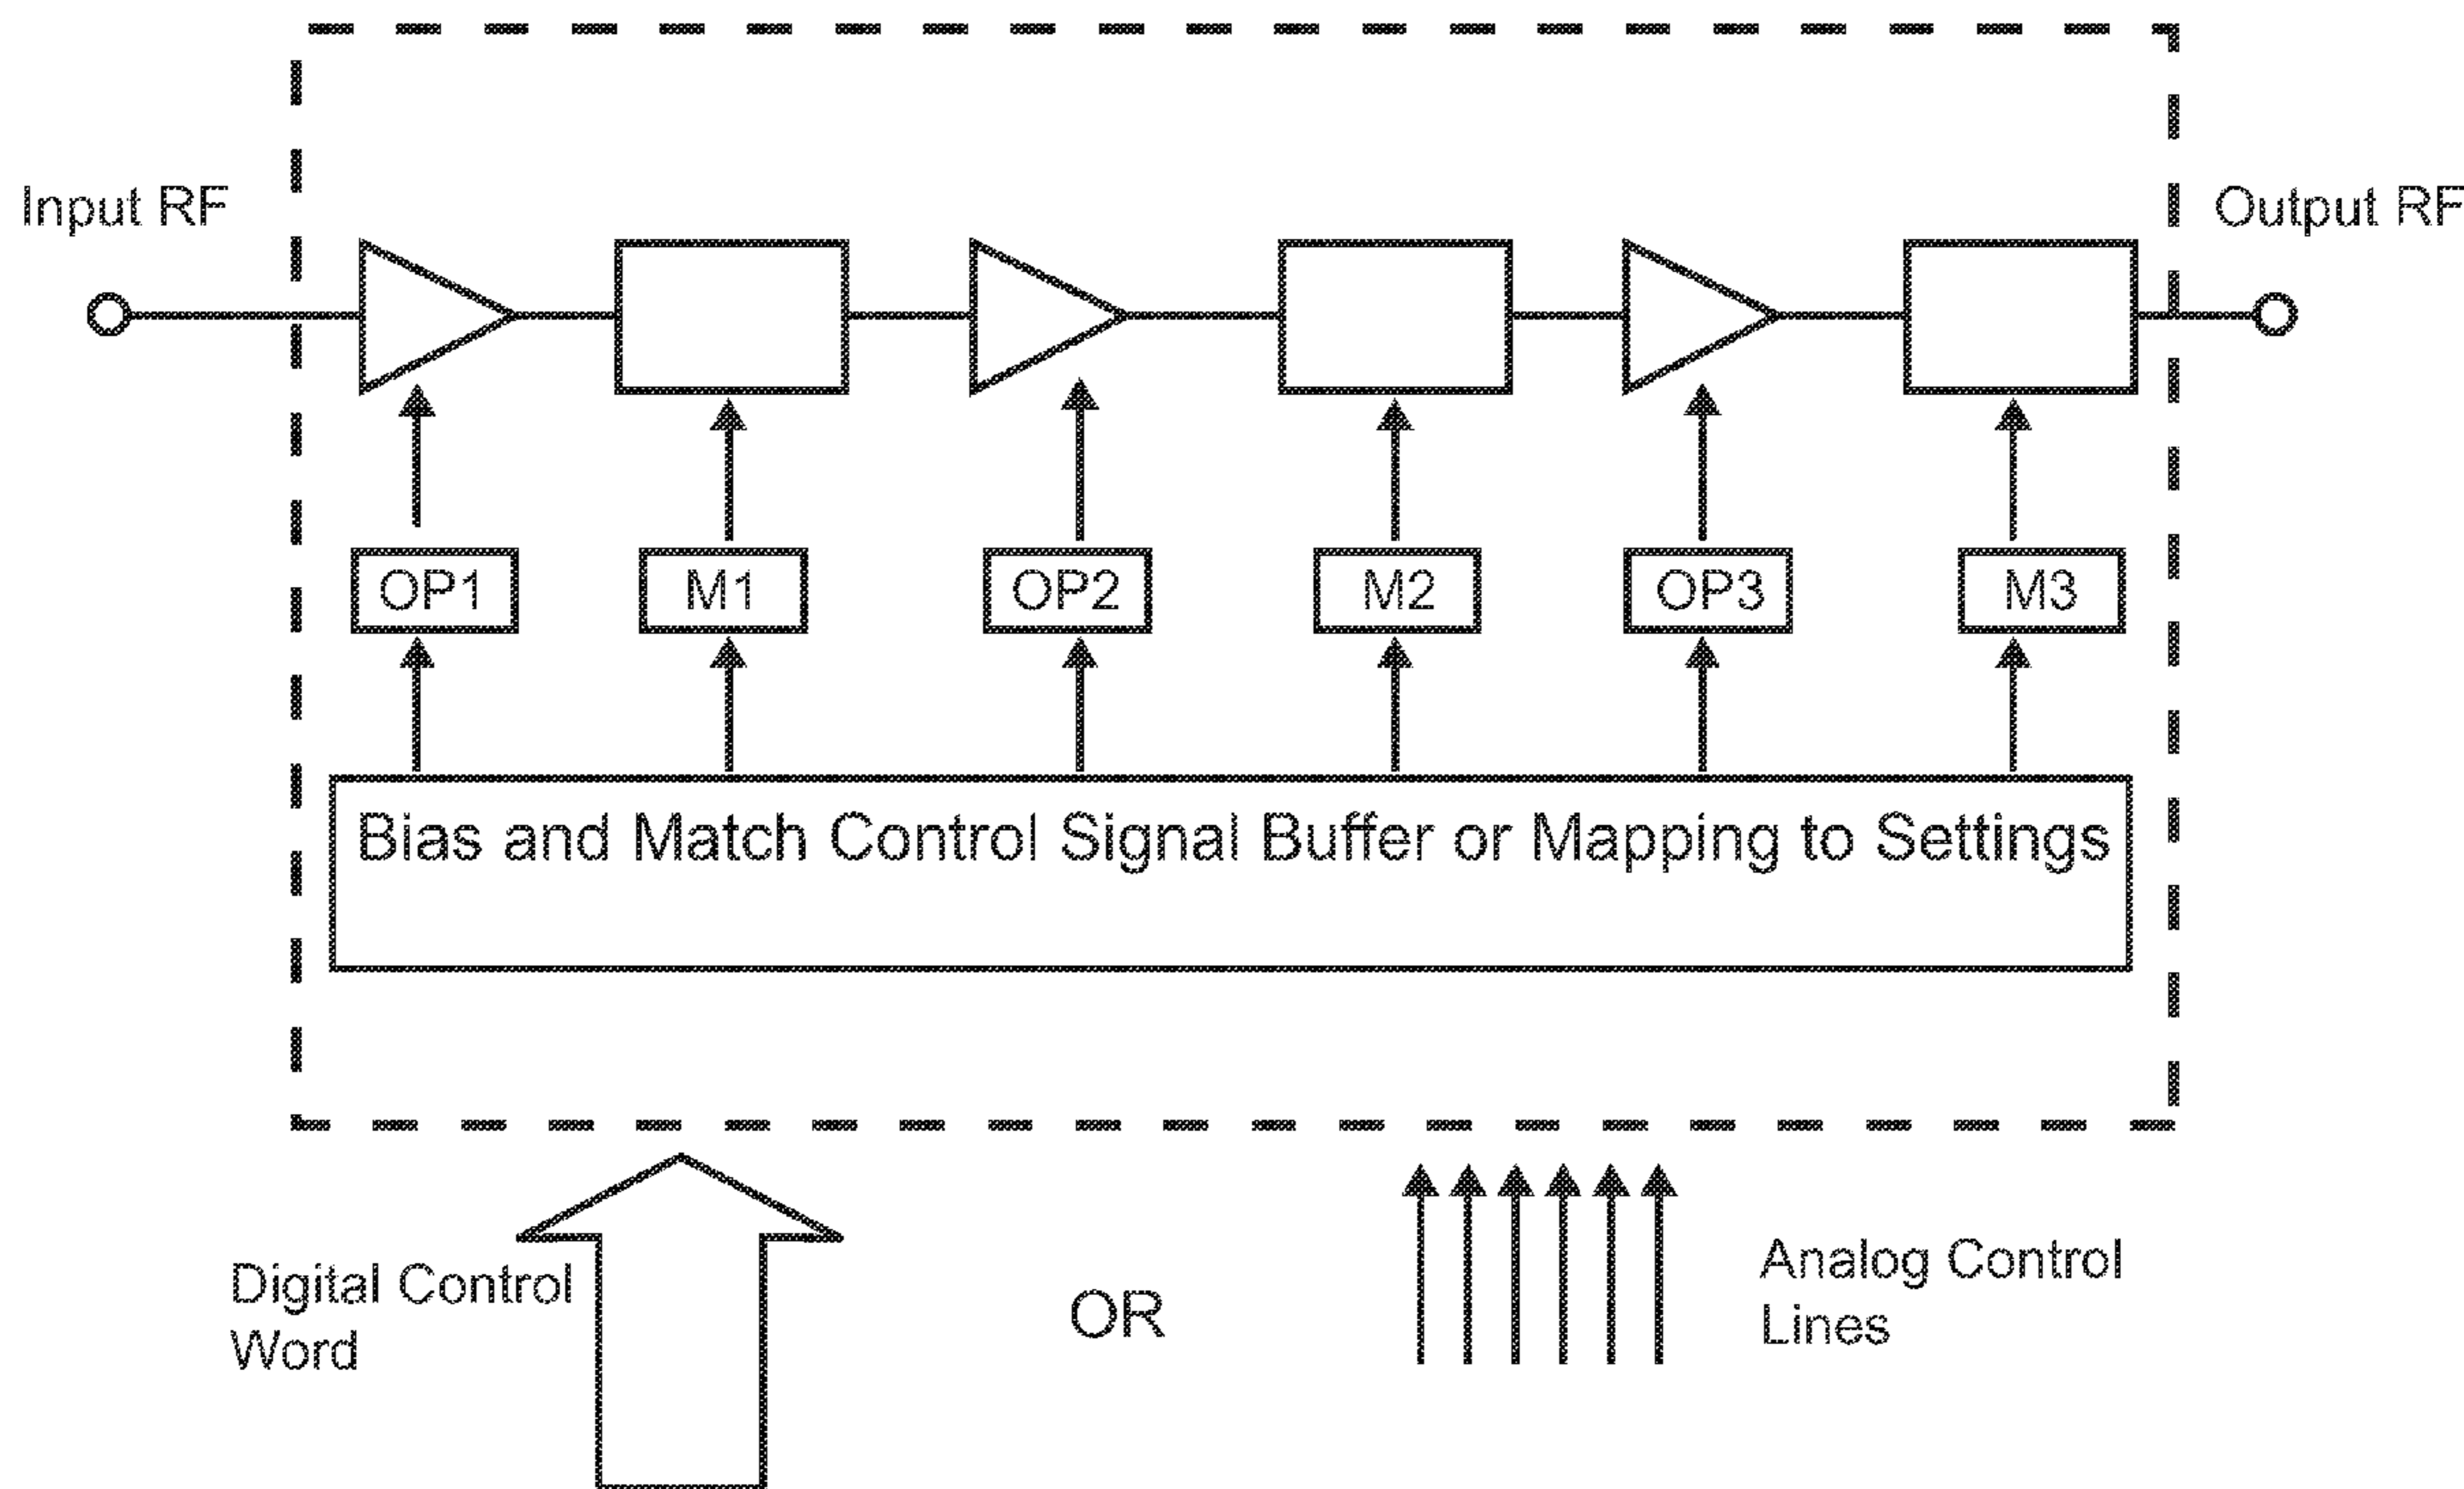 Input RF
Output RF
OP1
M1
OP2
M2
OP3
M3
Bias and Match Control Signal Buffer or Mapping to Settings
Digital Control
Word
OR
Analog Control
Lines